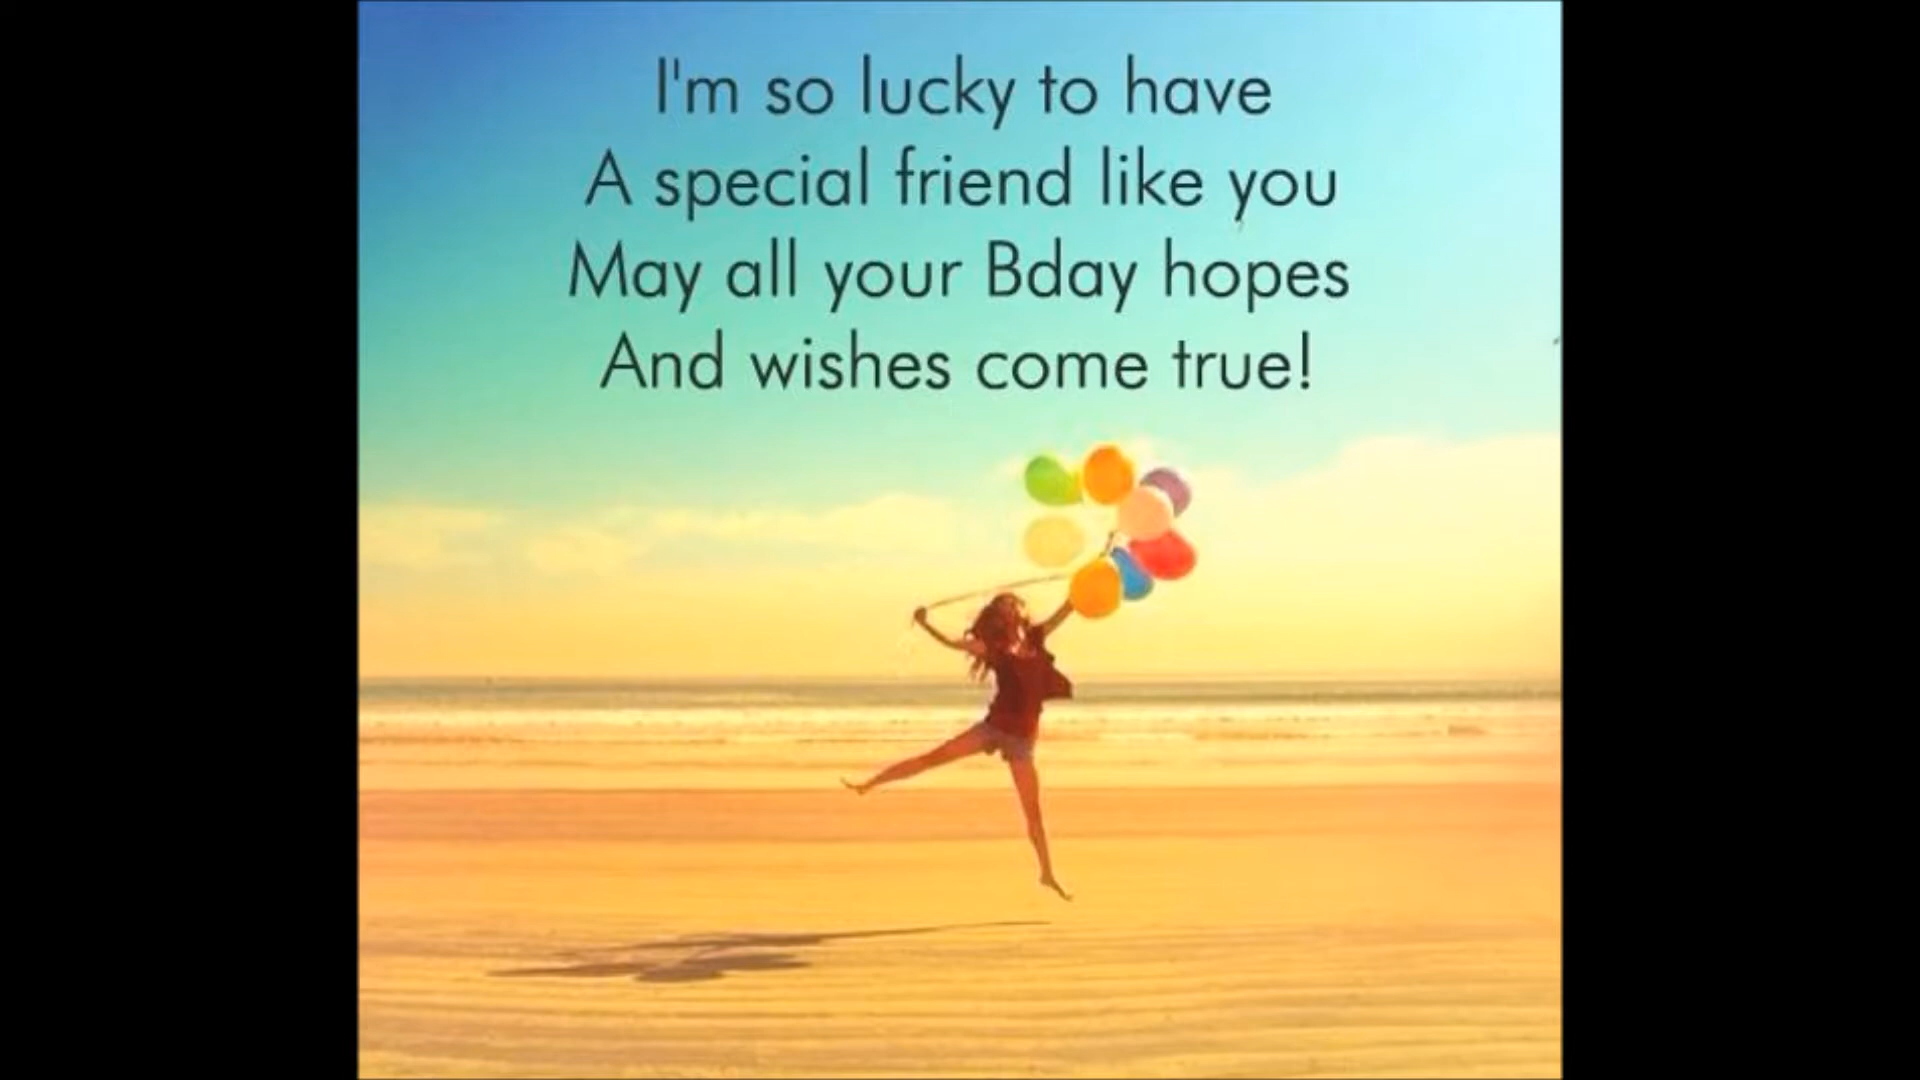 I'm so lucky to have
A special friend like you
May all your Bday hopes
And wishes come true!